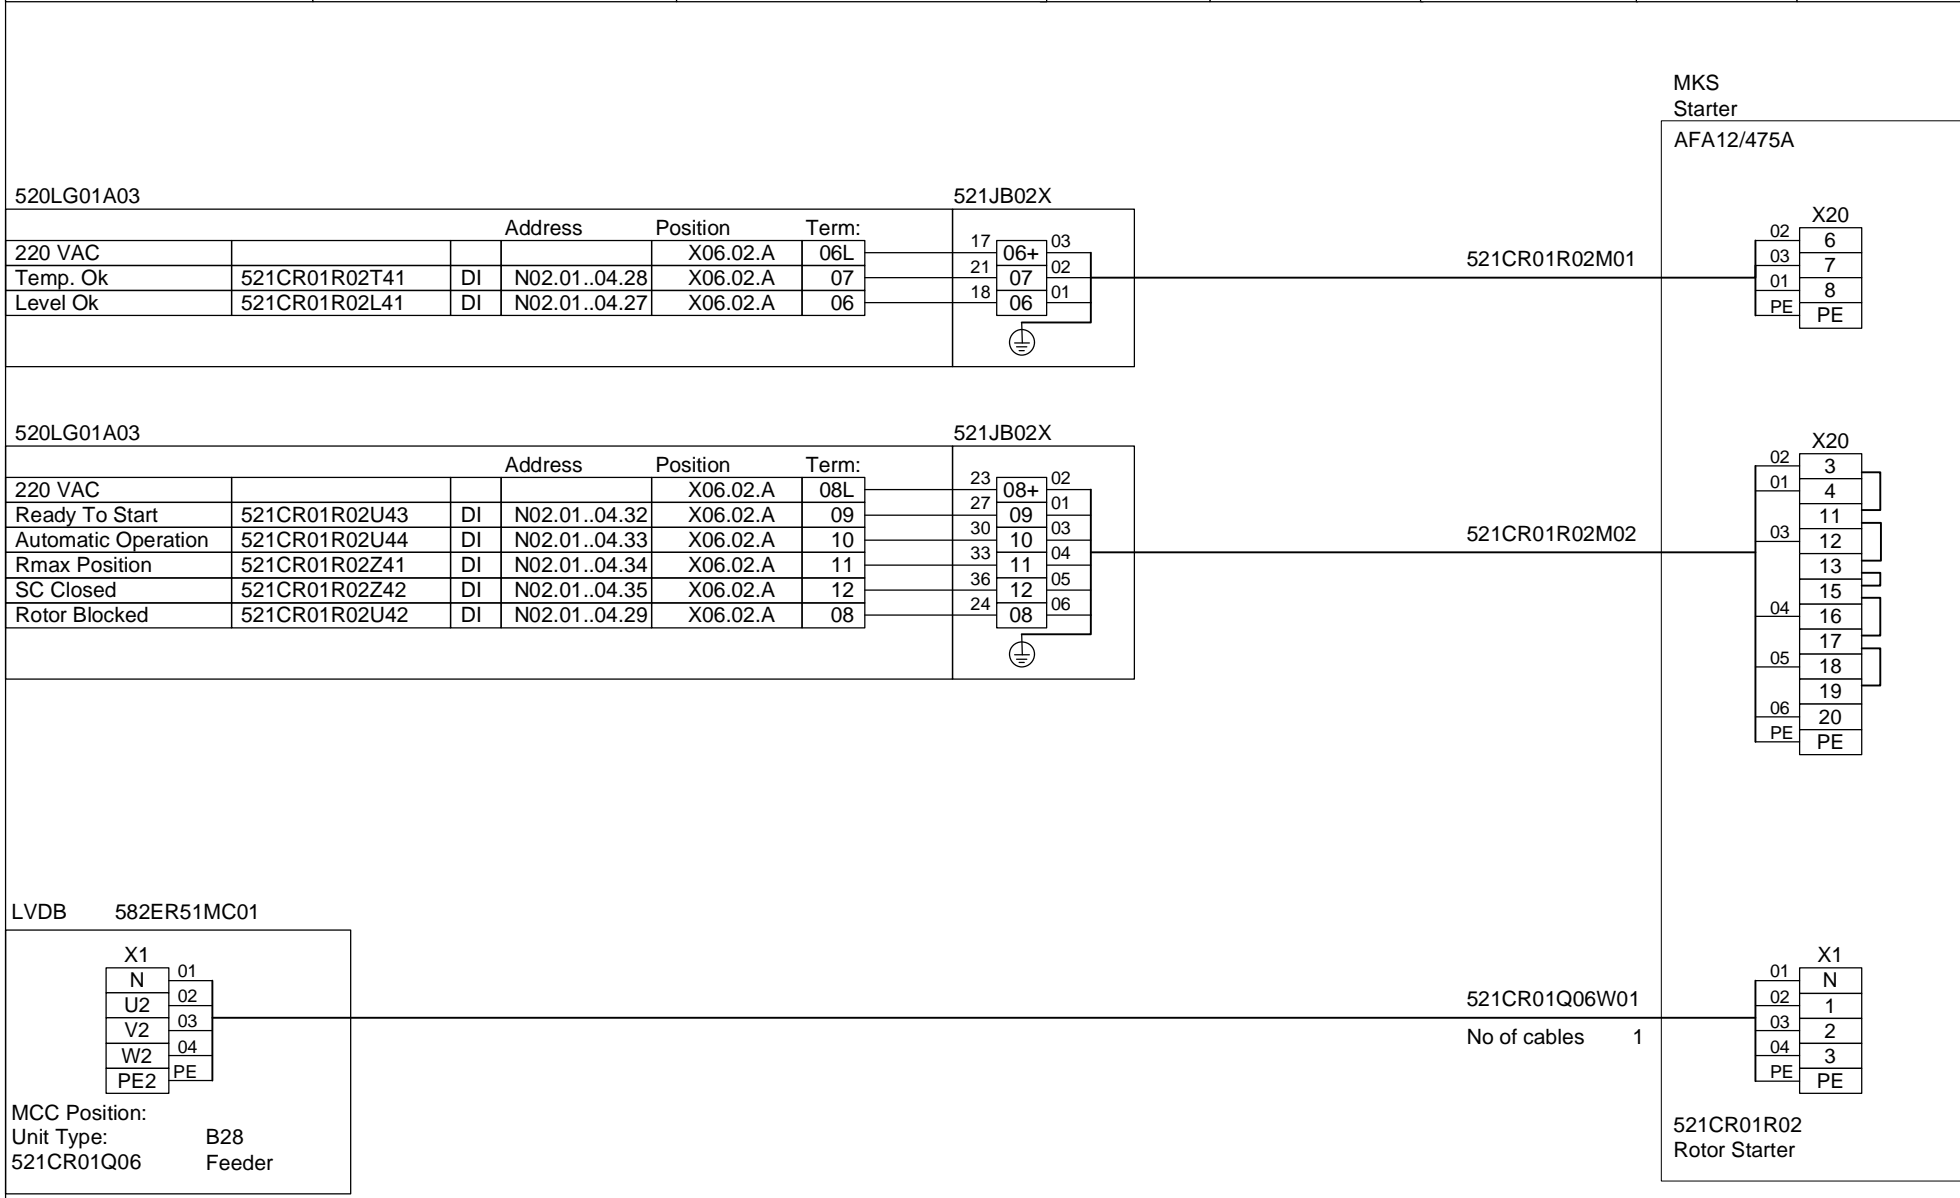 MKS
Starter
AFA12/475A
520LG01A03 521JB02X
Address Position Term:
220 VAC X06.02.A 06L 17 06+ 03
Temp. Ok 521CR01R02T41 DI N02.01..04.28 X06.02.A 07 21 07 02
Level Ok 521CR01R02L41 DI N02.01..04.27 X06.02.A 06 18 06 01
521CR01R02M01
X20
02 6
03 7
01 8
PE PE
520LG01A03 521JB02X
Address Position Term:
220 VAC X06.02.A 08L 23 08+ 02
Ready To Start 521CR01R02U43 DI N02.01..04.32 X06.02.A 09 27 09 01
Automatic Operation 521CR01R02U44 DI N02.01..04.33 X06.02.A 10 30 10 03
Rmax Position 521CR01R02Z41 DI N02.01..04.34 X06.02.A 11 33 11 04
SC Closed 521CR01R02Z42 DI N02.01..04.35 X06.02.A 12 36 12 05
Rotor Blocked 521CR01R02U42 DI N02.01..04.29 X06.02.A 08 24 08 06
521CR01R02M02
X20
02 3
01 4
11
03 12
13
15
04 16
17
05 18
19
06 20
PE PE
LVDB 582ER51MC01
X1
N 01
U2 02
V2 03
W2 04
PE2 PE
MCC Position:
Unit Type: B28
521CR01Q06 Feeder
521CR01Q06W01
No of cables 1
X1
01 N
02 1
03 2
04 3
PE PE
521CR01R02
Rotor Starter